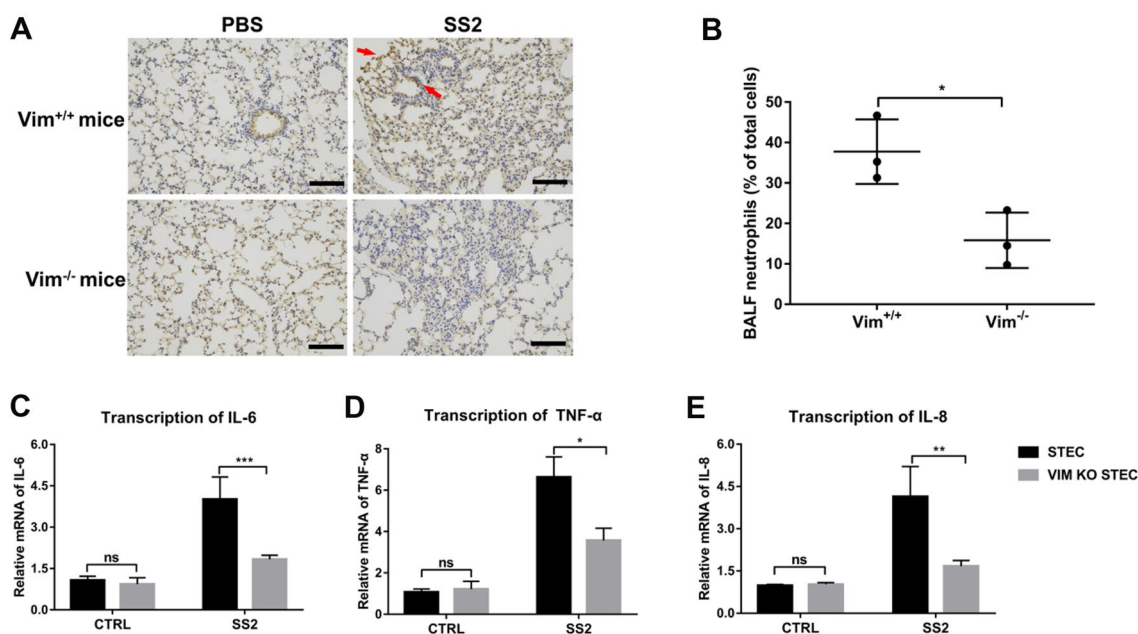 A
PBS
SS2
Vim+/+ mice
Vim-/- mice
B
BALF neutrophils (% of total cells)
50
40
30
20
10
0
*
Vim+/+
Vim-/-
C
Transcription of IL-6
Relative mRNA of IL-6
6.0
4.5
3.0
1.5
0.0
ns
***
CTRL
SS2
D
Transcription of TNF-α
Relative mRNA of TNF-α
8
6
4
2
0
ns
*
CTRL
SS2
E
Transcription of IL-8
Relative mRNA of IL-8
6.0
4.5
3.0
1.5
0.0
ns
**
CTRL
SS2
STEC
VIM KO STEC